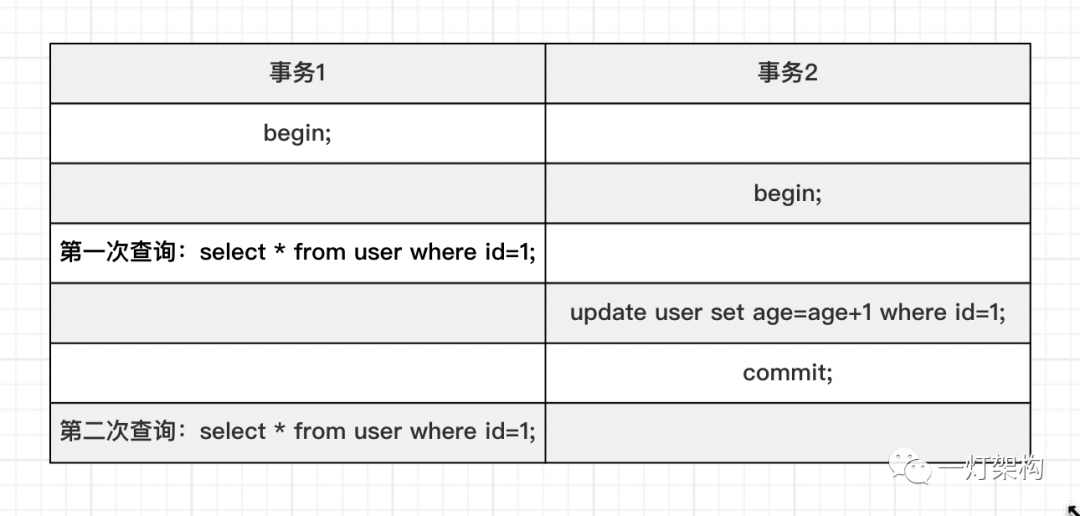 事务1
事务2
begin;
begin;
第一次查询：select * from user where id=1;
update user set age=age+1 where id=1;
commit;
第二次查询：select * from user where id=1;
一灯架构